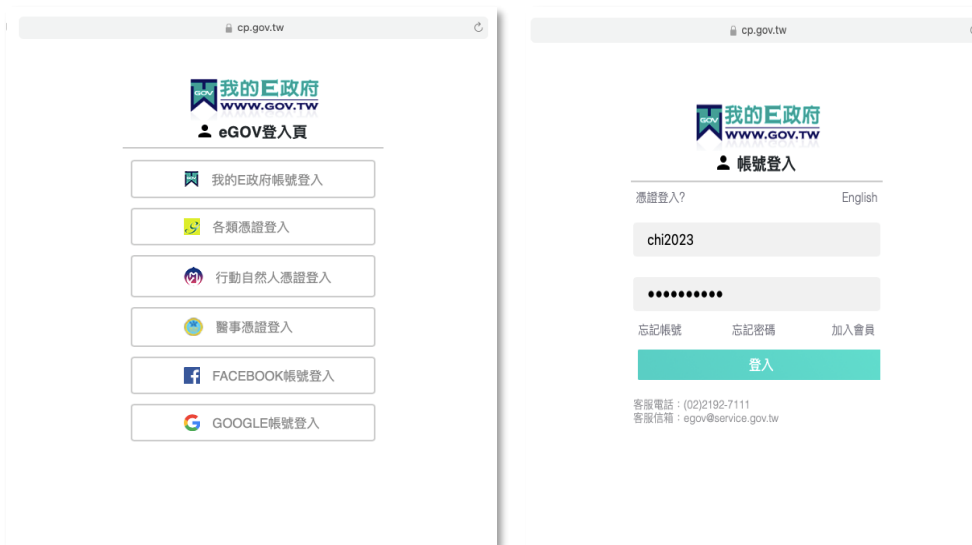 cp.gov.tw
GOV
我的E政府
WWW.GOV.TW
eGOV登入頁
我的E政府帳號登入
各類憑證登入
行動自然人憑證登入
醫事憑證登入
FACEBOOK帳號登入
GOOGLE帳號登入
cp.gov.tw
GOV
我的E政府
WWW.GOV.TW
帳號登入
憑證登入? English
chi2023
••••••••••
忘記帳號 忘記密碼 加入會員
登入
客服電話：(02)2192-7111
客服信箱：egov@service.gov.tw